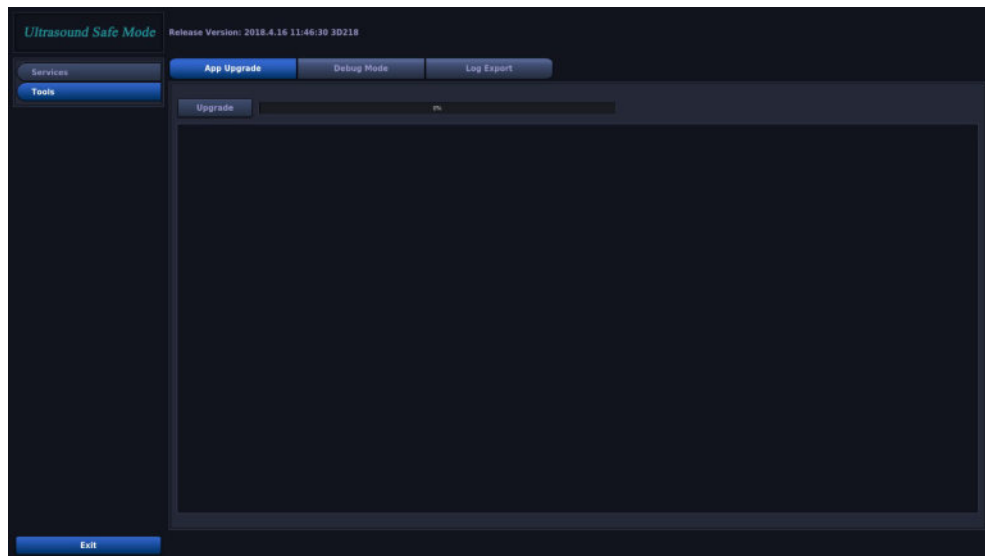 Ultrasound Safe Mode
Release Version: 2018.4.16 11:46:30 3D218
Services
Tools
App Upgrade
Debug Mode
Log Export
Upgrade
0%
Exit